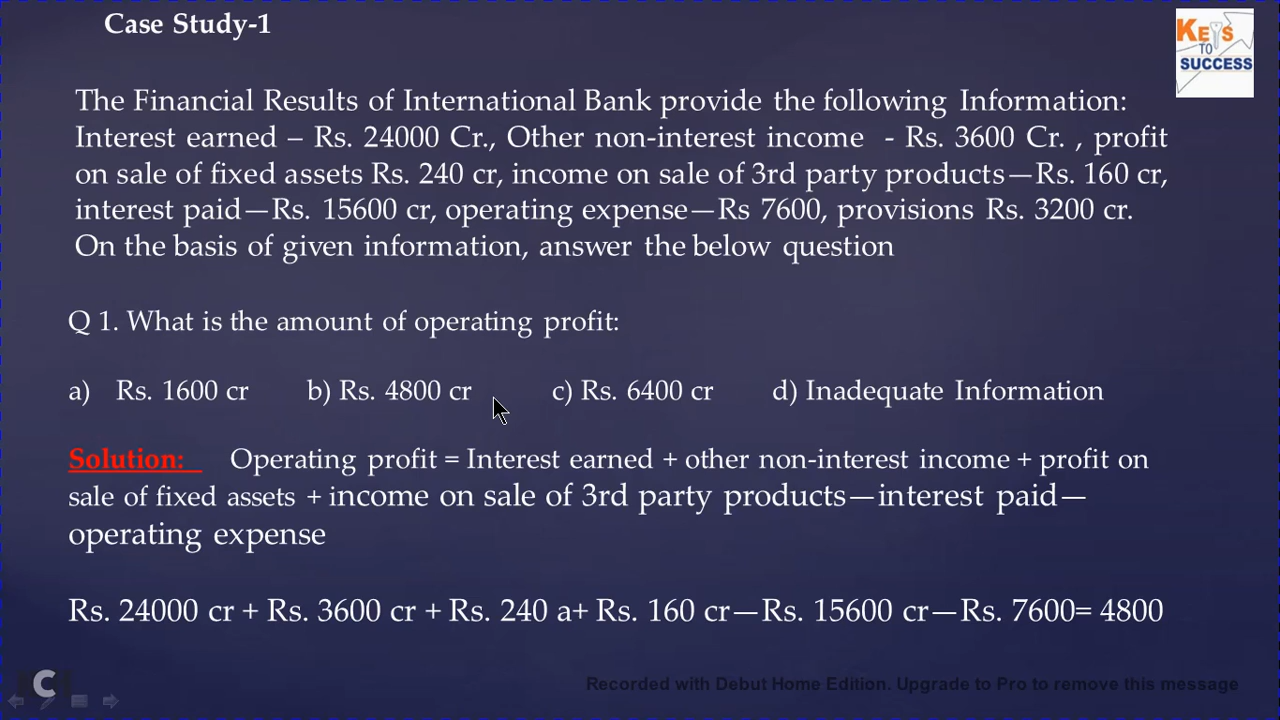 Case Study-1
KEYS
TO
SUCCESS
The Financial Results of International Bank provide the following Information:
Interest earned – Rs. 24000 Cr., Other non-interest income - Rs. 3600 Cr. , profit
on sale of fixed assets Rs. 240 cr, income on sale of 3rd party products—Rs. 160 cr,
interest paid—Rs. 15600 cr, operating expense—Rs 7600, provisions Rs. 3200 cr.
On the basis of given information, answer the below question
Q 1. What is the amount of operating profit:
a) Rs. 1600 cr b) Rs. 4800 cr c) Rs. 6400 cr d) Inadequate Information
Solution: Operating profit = Interest earned + other non-interest income + profit on
sale of fixed assets + income on sale of 3rd party products—interest paid—
operating expense
Rs. 24000 cr + Rs. 3600 cr + Rs. 240 a+ Rs. 160 cr—Rs. 15600 cr—Rs. 7600= 4800
C
Recorded with Debut Home Edition. Upgrade to Pro to remove this message